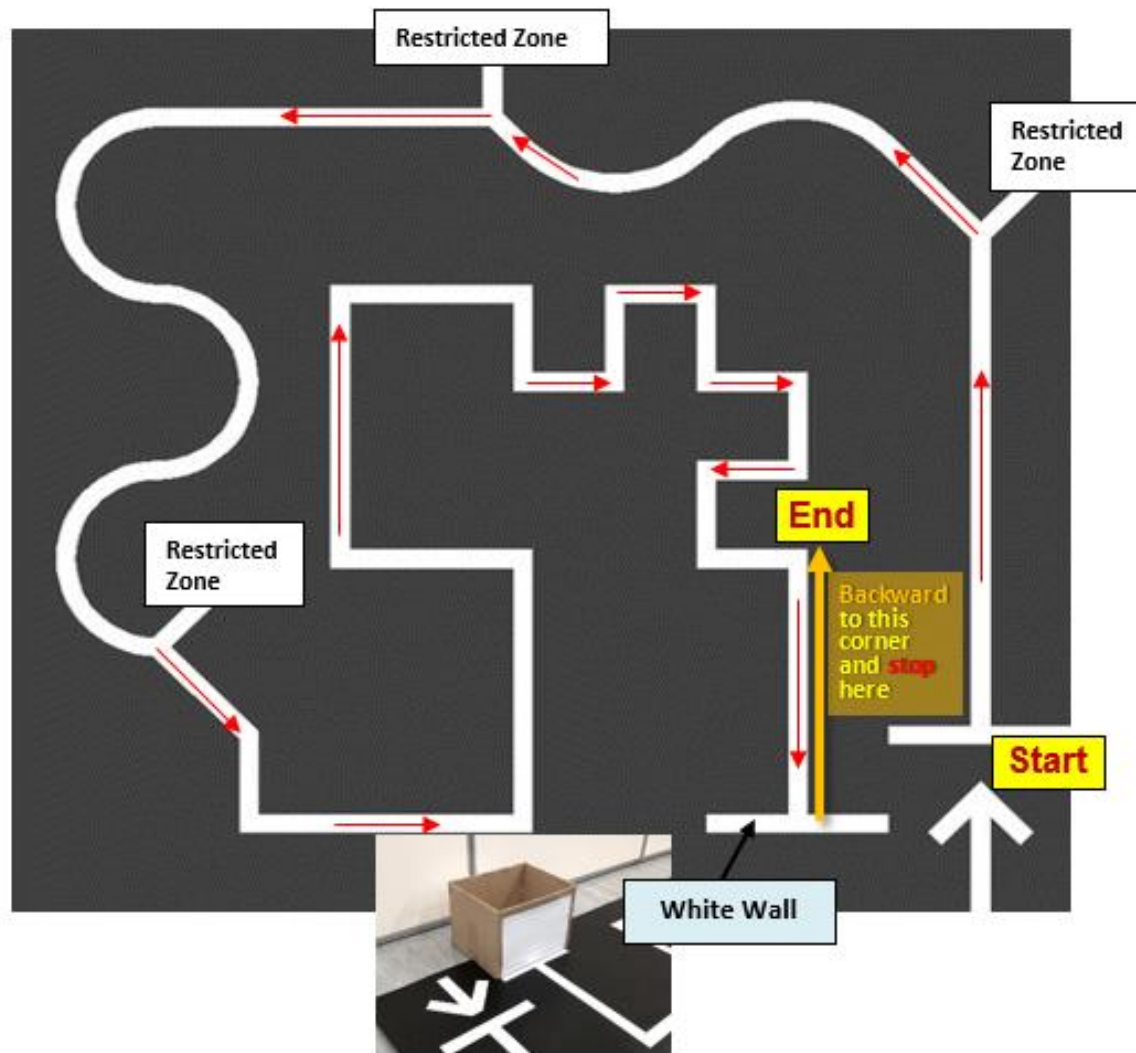 Restricted Zone
Restricted
Zone
Restricted
Zone
End
Backward
to this
corner
and stop
here
Start
White Wall